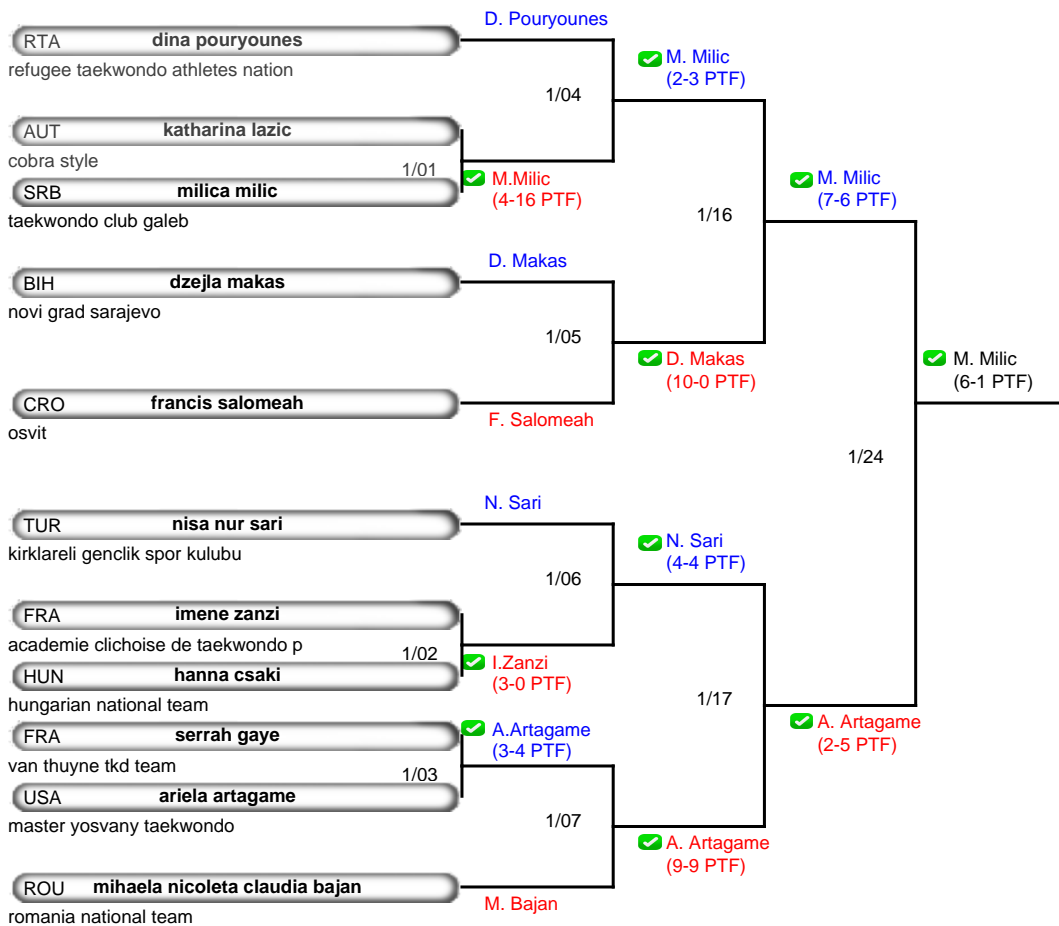 D. Pouryounes
RTA dina pouryounes
refugee taekwondo athletes nation
M. Milic
(2-3 PTF)
1/04
AUT katharina lazic
cobra style
1/01
M.Milic
(4-16 PTF)
SRB milica milic
taekwondo club galeb
M. Milic
(7-6 PTF)
1/16
D. Makas
BIH dzejla makas
novi grad sarajevo
1/05
D. Makas
(10-0 PTF)
M. Milic
(6-1 PTF)
CRO francis salomeah
F. Salomeah
osvit
1/24
N. Sari
TUR nisa nur sari
kirklareli genclik spor kulubu
N. Sari
(4-4 PTF)
1/06
FRA imene zanzi
academie clichoise de taekwondo p
1/02
I.Zanzi
(3-0 PTF)
HUN hanna csaki
hungarian national team
1/17
FRA serrah gaye
A.Artagame
(3-4 PTF)
A. Artagame
(2-5 PTF)
van thuyne tkd team
1/03
USA ariela artagame
master yosvany taekwondo
1/07
A. Artagame
(9-9 PTF)
ROU mihaela nicoleta claudia bajan
M. Bajan
romania national team